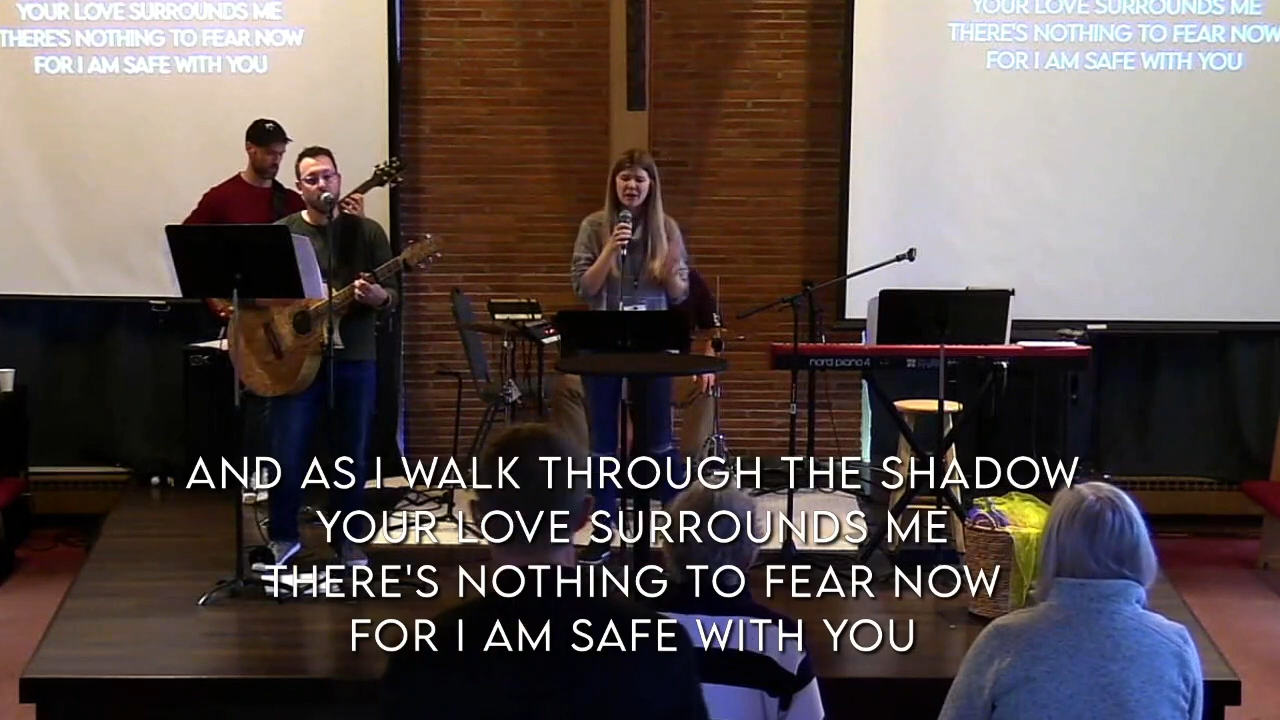 YOUR LOVE SURROUNDS ME
THERE'S NOTHING TO FEAR NOW
FOR I AM SAFE WITH YOU
YOUR LOVE SURROUNDS ME
THERE'S NOTHING TO FEAR NOW
FOR I AM SAFE WITH YOU
nord piano 4
AND AS I WALK THROUGH THE SHADOW
YOUR LOVE SURROUNDS ME
THERE'S NOTHING TO FEAR NOW
FOR I AM SAFE WITH YOU